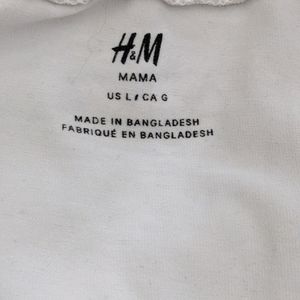 H&M
MAMA
US L / CA G
MADE IN BANGLADESH
FABRIQUÉ EN BANGLADESH